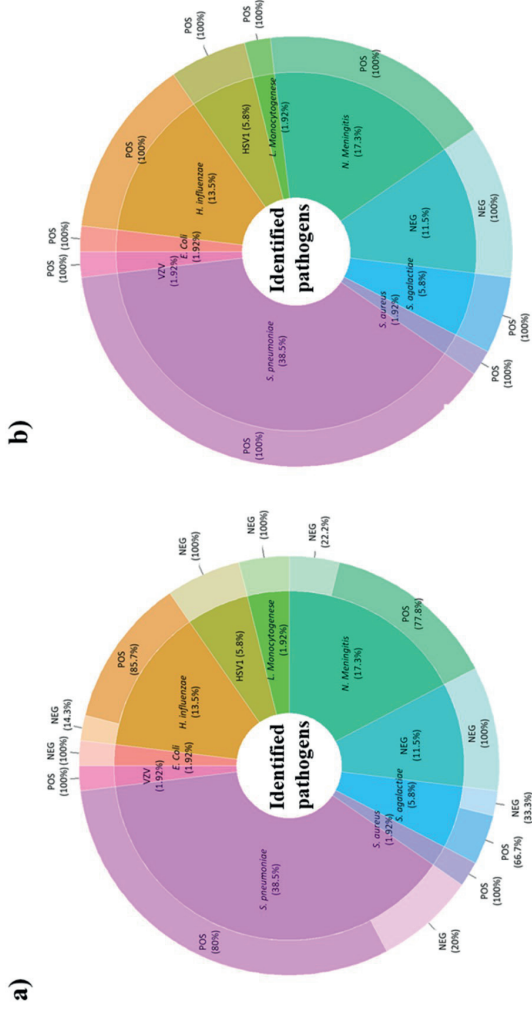 a)
POS
(100%)
NEG
(100%)
NEG
(14.3%)
POS
(85.7%)
NEG
(100%)
NEG
(100%)
NEG
(22.2%)
POS
(77.8%)
NEG
(100%)
NEG
(33.3%)
POS
(66.7%)
POS
(100%)
NEG
(20%)
POS
(80%)
VZV
(1.92%)
E. Coli
(1.92%)
H. influenzae
(13.5%)
HSV1 (5.8%)
L. Monocytogenese
(1.92%)
N. Meningitis
(17.3%)
NEG
(11.5%)
S. agalactiae
(5.8%)
S. aureus
(1.92%)
S. pneumoniae
(38.5%)
Identified
pathogens
b)
POS
(100%)
POS
(100%)
POS
(100%)
POS
(100%)
POS
(100%)
POS
(100%)
NEG
(100%)
POS
(100%)
POS
(100%)
POS
(100%)
VZV
(1.92%)
E. Coli
(1.92%)
H. influenzae
(13.5%)
HSV1 (5.8%)
L. Monocytogenese
(1.92%)
N. Meningitis
(17.3%)
NEG
(11.5%)
S. agalactiae
(5.8%)
S. aureus
(1.92%)
S. pneumoniae
(38.5%)
Identified
pathogens